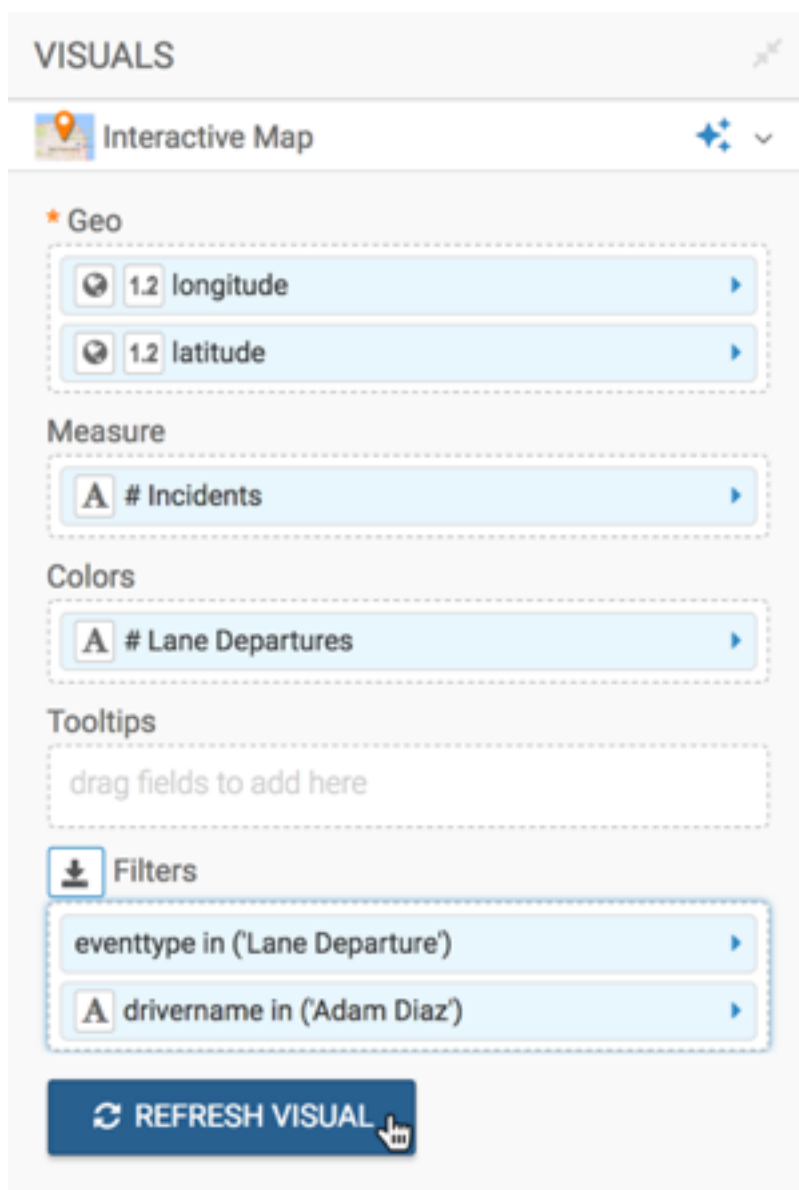 VISUALS
Interactive Map
* Geo
1.2 longitude
1.2 latitude
Measure
A # Incidents
Colors
A # Lane Departures
Tooltips
drag fields to add here
Filters
eventtype in ('Lane Departure')
A drivername in ('Adam Diaz')
REFRESH VISUAL